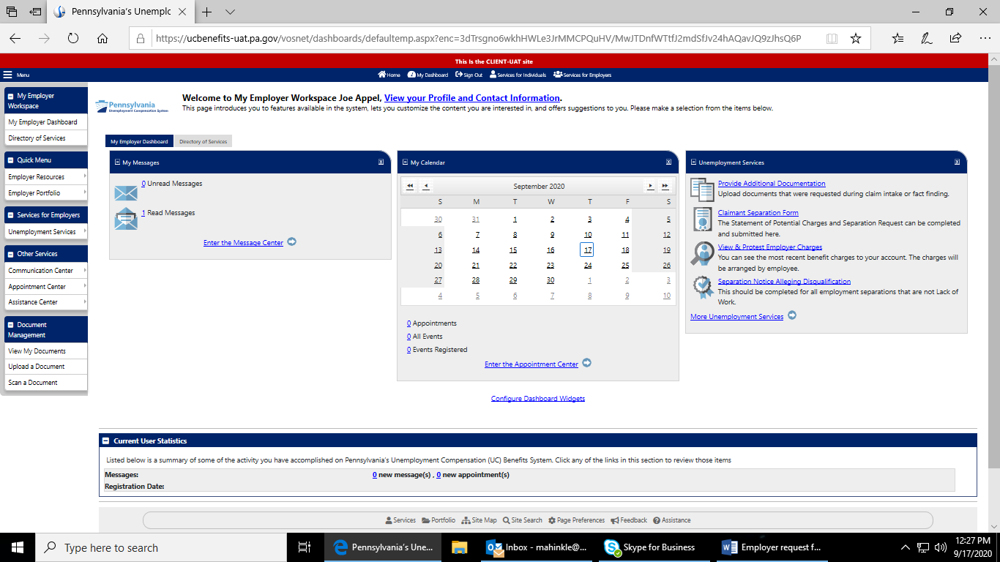 Pennsylvania's Unemplc
https://ucbenefits-uat.pa.gov/vosnet/dashboards/defaultemp.aspx?enc=3dTrsgno6wkhHWLe3JrMMCPQuHV/MwJTDnfWTtfJ2mdSfJv24hAQavJQ9zJhsQ6P
This is the CLIENT-UAT site
Menu
Home My Dashboard Sign Out Services for Individuals Services for Employers
My Employer
Workspace
My Employer Dashboard
Directory of Services
Quick Menu
Employer Resources
Employer Portfolio
Services for Employers
Unemployment Services
Other Services
Communication Center
Appointment Center
Assistance Center
Document
Management
View My Documents
Upload a Document
Scan a Document
Pennsylvania
Unemployment Compensation System
Welcome to My Employer Workspace Joe Appel, View your Profile and Contact Information.
This page introduces you to features available in the system, lets you customize the content you are interested in, and offers suggestions to you. Please make a selection from the items below.
My Employer Dashboard Directory of Services
My Messages
0 Unread Messages
1 Read Messages
Enter the Message Center
My Calendar
September 2020
S M T W T F S
30 31 1 2 3 4 5
6 7 8 9 10 11 12
13 14 15 16 17 18 19
20 21 22 23 24 25 26
27 28 29 30 1 2 3
4 5 6 7 8 9 10
0 Appointments
0 All Events
0 Events Registered
Enter the Appointment Center
Unemployment Services
Provide Additional Documentation
Upload documents that were requested during claim intake or fact finding.
Claimant Separation Form
The Statement of Potential Charges and Separation Request can be completed
and submitted here.
View & Protest Employer Charges
You can see the most recent benefit charges to your account. The charges will
be arranged by employee.
Separation Notice Alleging Disqualification
This should be completed for all employment separations that are not Lack of
Work.
More Unemployment Services
Configure Dashboard Widgets
Current User Statistics
Listed below is a summary of some of the activity you have accomplished on Pennsylvania's Unemployment Compensation (UC) Benefits System. Click any of the links in this section to review those items
Messages: 0 new message(s) , 0 new appointment(s)
Registration Date:
Services Portfolio Site Map Site Search Page Preferences Feedback Assistance
Type here to search
Pennsylvania's Une...
Inbox - mahinkle@...
Skype for Business
Employer request f...
12:27 PM
9/17/2020